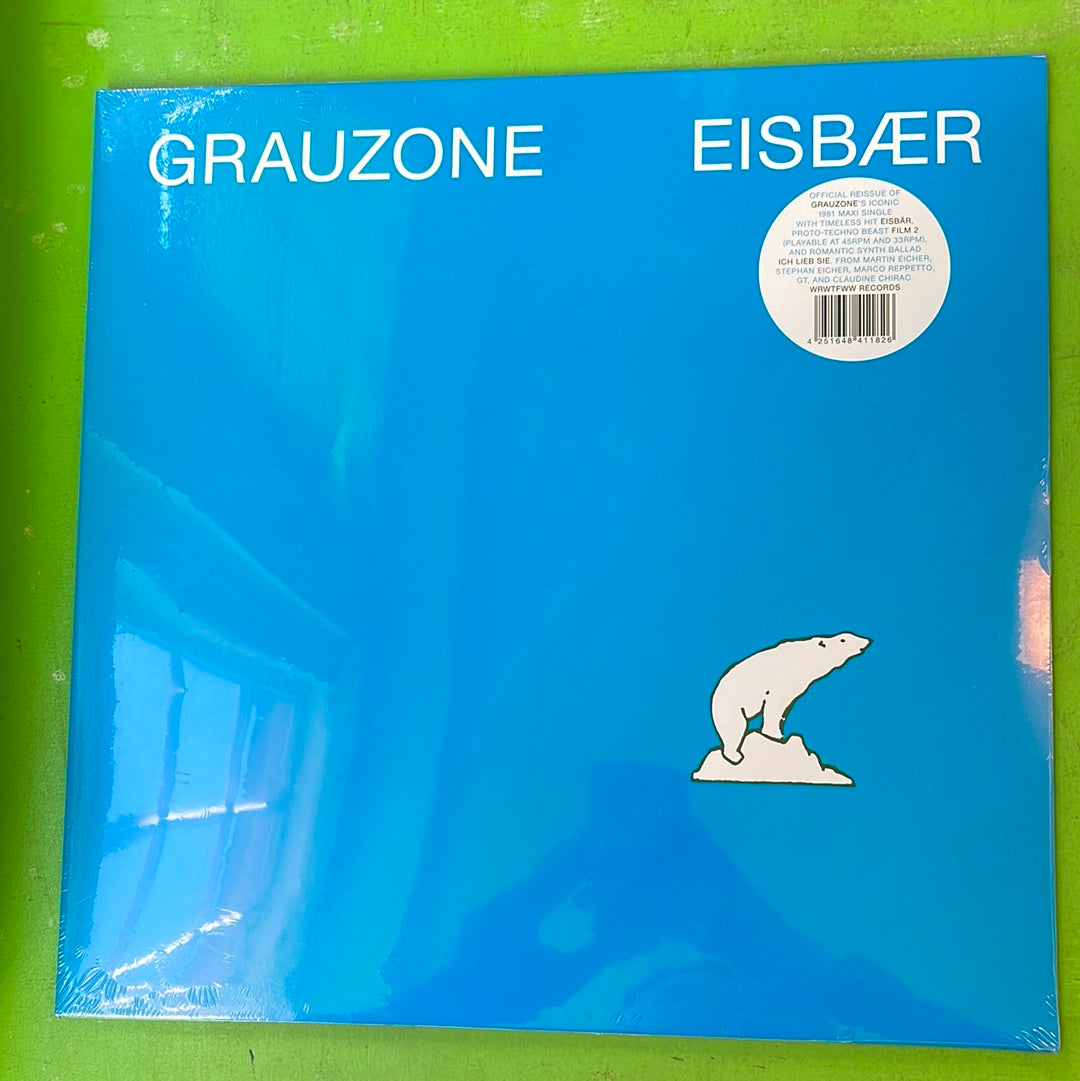 GRAUZONE EISBÆR
OFFICIAL REISSUE OF
GRAUZONE'S ICONIC
1981 MAXI SINGLE
WITH TIMELESS HIT EISBÄR,
PROTO-TECHNO BEAST FILM 2
(PLAYABLE AT 45RPM AND 33RPM),
AND ROMANTIC SYNTH BALLAD
ICH LIEB SIE. FROM MARTIN EICHER,
STEPHAN EICHER, MARCO REPPETTO,
GT, AND CLAUDINE CHIRAC.
WRWTFWW RECORDS
4 251648 411826